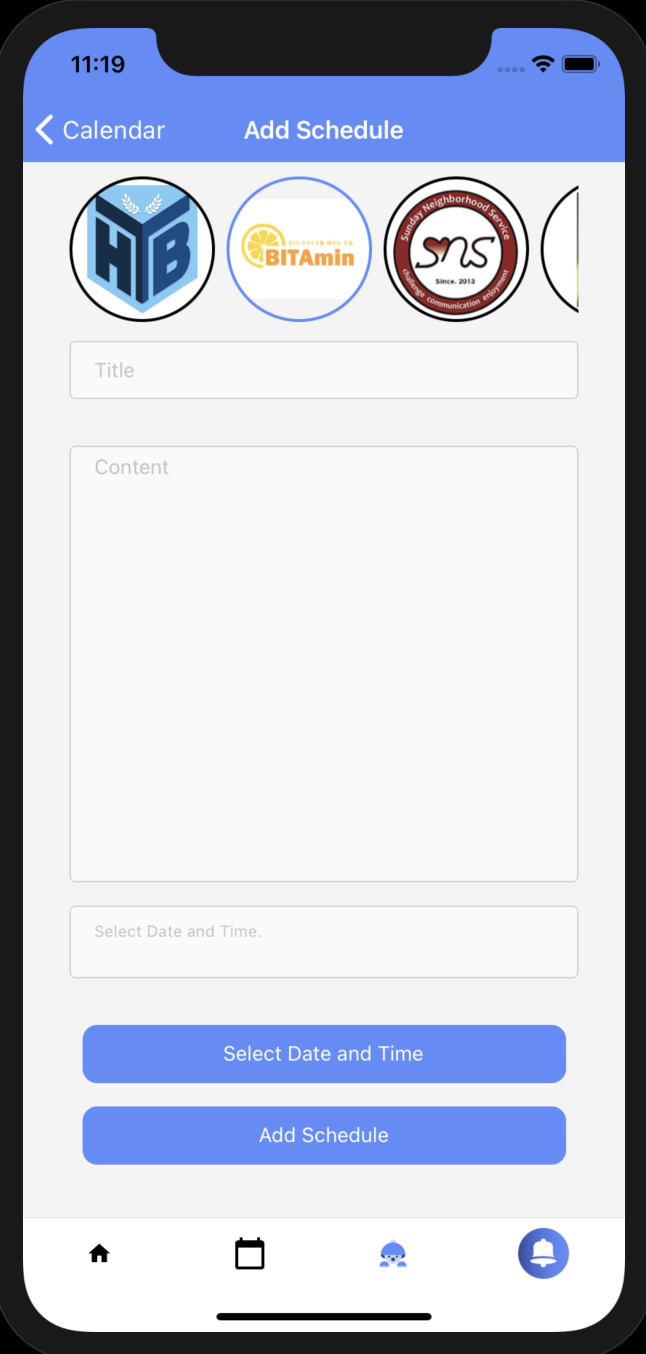 11:19
Calendar
Add Schedule
HB
BITAmin
Sunday Neighborhood Service
sns
Since. 2013
challenge communication enjoyment
Title
Content
Select Date and Time.
Select Date and Time
Add Schedule